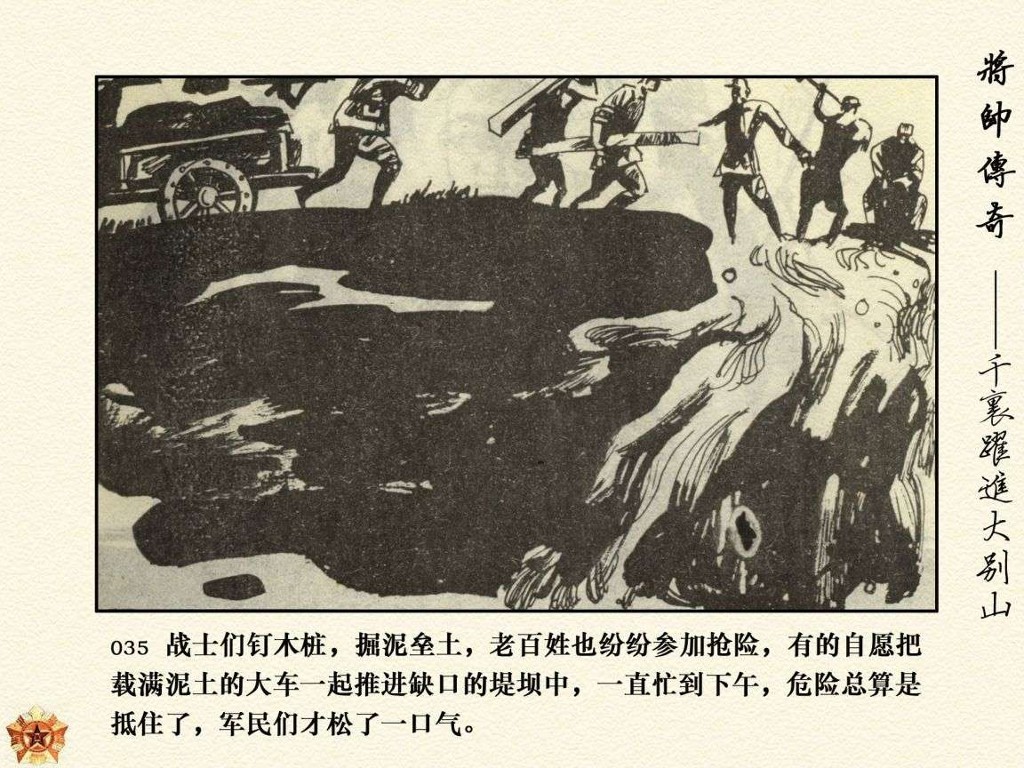 將帥傳奇 ——千裏躍進大别山
035 战士们钉木桩，掘泥垒土，老百姓也纷纷参加抢险，有的自愿把
载满泥土的大车一起推进缺口的堤坝中，一直忙到下午，危险总算是
抵住了，军民们才松了一口气。